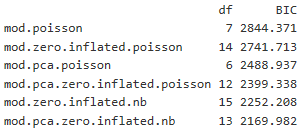 df BIC
mod.poisson 7 2844.371
mod.zero.inflated.poisson 14 2741.713
mod.pca.poisson 6 2488.937
mod.pca.zero.inflated.poisson 12 2399.338
mod.zero.inflated.nb 15 2252.208
mod.pca.zero.inflated.nb 13 2169.982